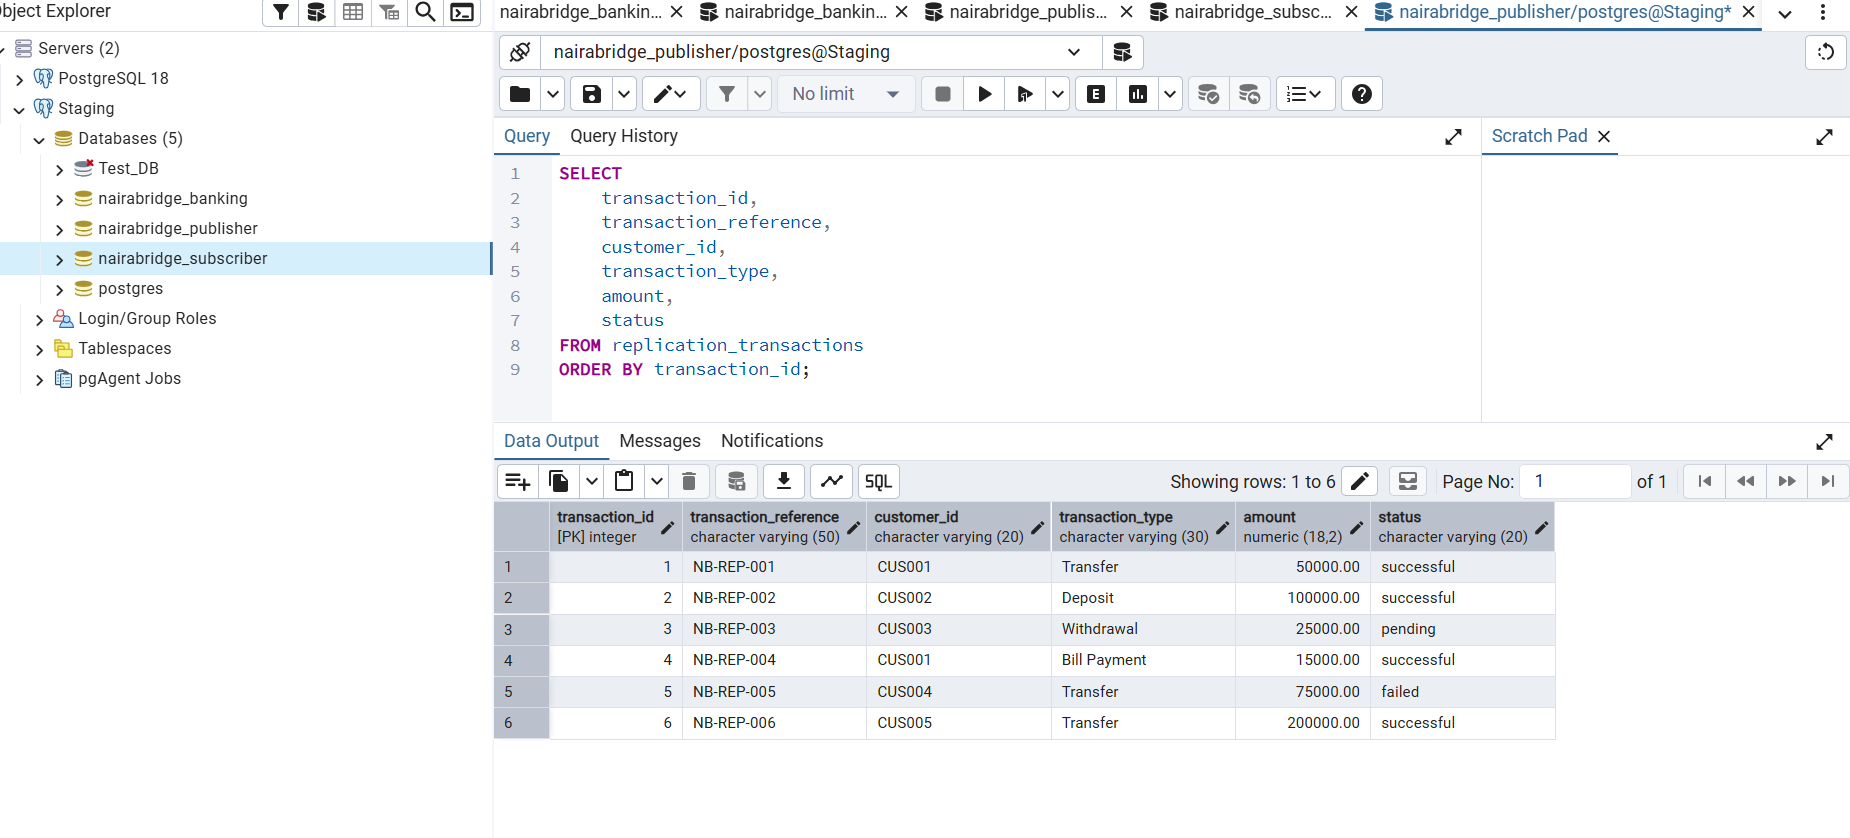 Object Explorer
nairabridge_bankin...
nairabridge_bankin...
nairabridge_publis...
nairabridge_subsc...
nairabridge_publisher/postgres@Staging*
Servers (2)
PostgreSQL 18
Staging
Databases (5)
Test_DB
nairabridge_banking
nairabridge_publisher
nairabridge_subscriber
postgres
Login/Group Roles
Tablespaces
pgAgent Jobs
nairabridge_publisher/postgres@Staging
No limit
E
Query Query History
Scratch Pad
1 SELECT
2 transaction_id,
3 transaction_reference,
4 customer_id,
5 transaction_type,
6 amount,
7 status
8 FROM replication_transactions
9 ORDER BY transaction_id;
Data Output Messages Notifications
SQL Showing rows: 1 to 6 Page No: 1 of 1
transaction_id transaction_reference customer_id transaction_type amount status
[PK] integer character varying (50) character varying (20) character varying (30) numeric (18,2) character varying (20)
1 1 NB-REP-001 CUS001 Transfer 50000.00 successful
2 2 NB-REP-002 CUS002 Deposit 100000.00 successful
3 3 NB-REP-003 CUS003 Withdrawal 25000.00 pending
4 4 NB-REP-004 CUS001 Bill Payment 15000.00 successful
5 5 NB-REP-005 CUS004 Transfer 75000.00 failed
6 6 NB-REP-006 CUS005 Transfer 200000.00 successful